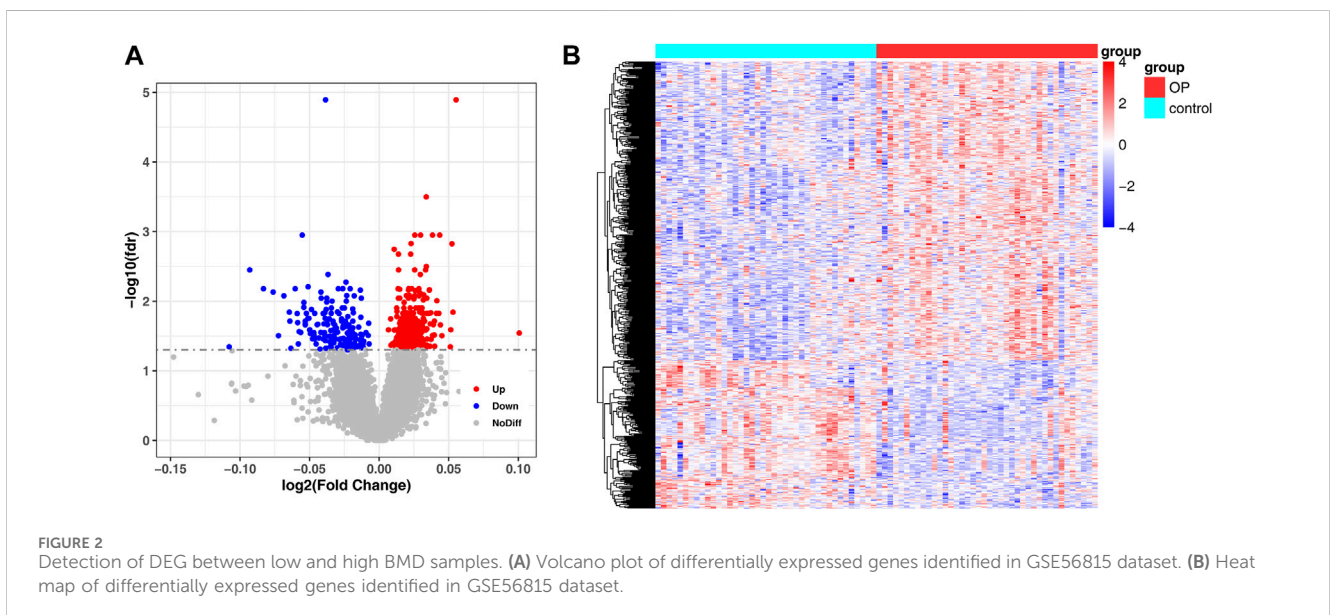 A
5
4
3
2
1
0
−log10(fdr)
Up
Down
NoDiff
−0.15
−0.10
−0.05
0.00
0.05
0.10
log2(Fold Change)
B
group
4
2
0
−2
−4
group
OP
control
FIGURE 2
Detection of DEG between low and high BMD samples. (A) Volcano plot of differentially expressed genes identified in GSE56815 dataset. (B) Heat
map of differentially expressed genes identified in GSE56815 dataset.